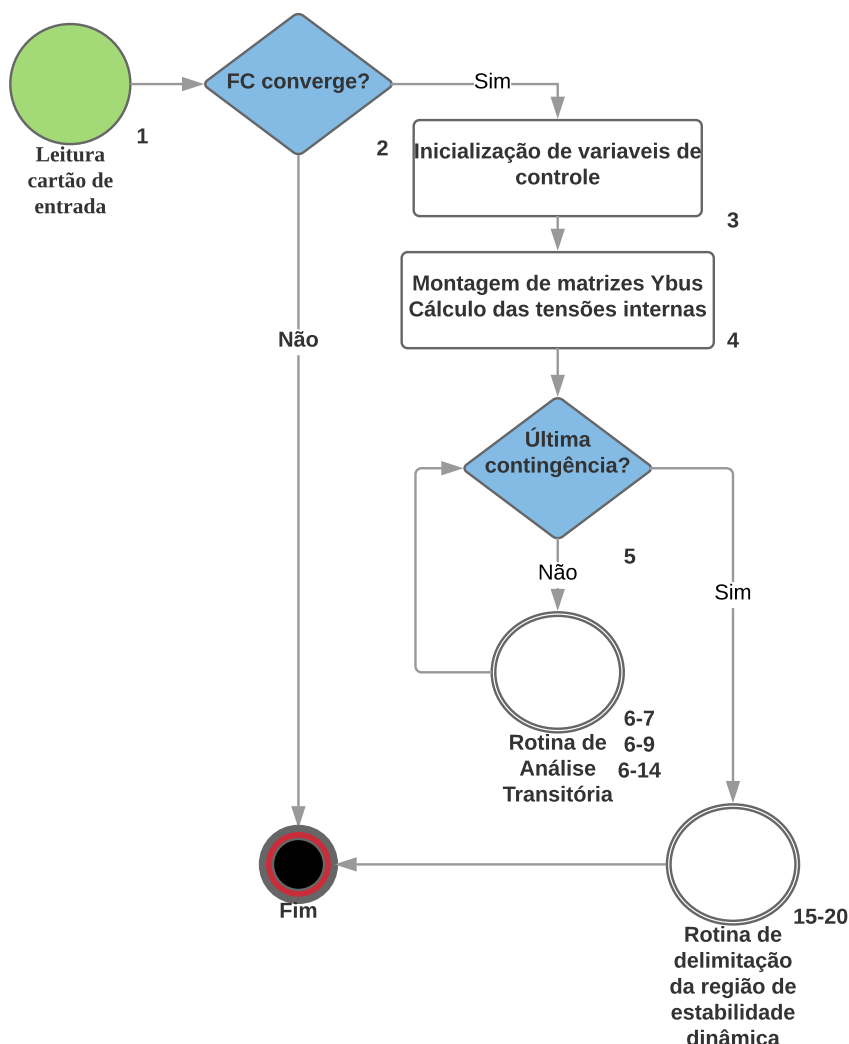 FC converge?
Sim
1
Leitura
cartão de
entrada
2
Inicialização de variaveis de
controle
3
Montagem de matrizes Ybus
Cálculo das tensões internas
4
Não
Última
contingência?
5
Não
Sim
6-7
6-9
6-14
Rotina de
Análise
Transitória
Fim
15-20
Rotina de
delimitação
da região de
estabilidade
dinâmica